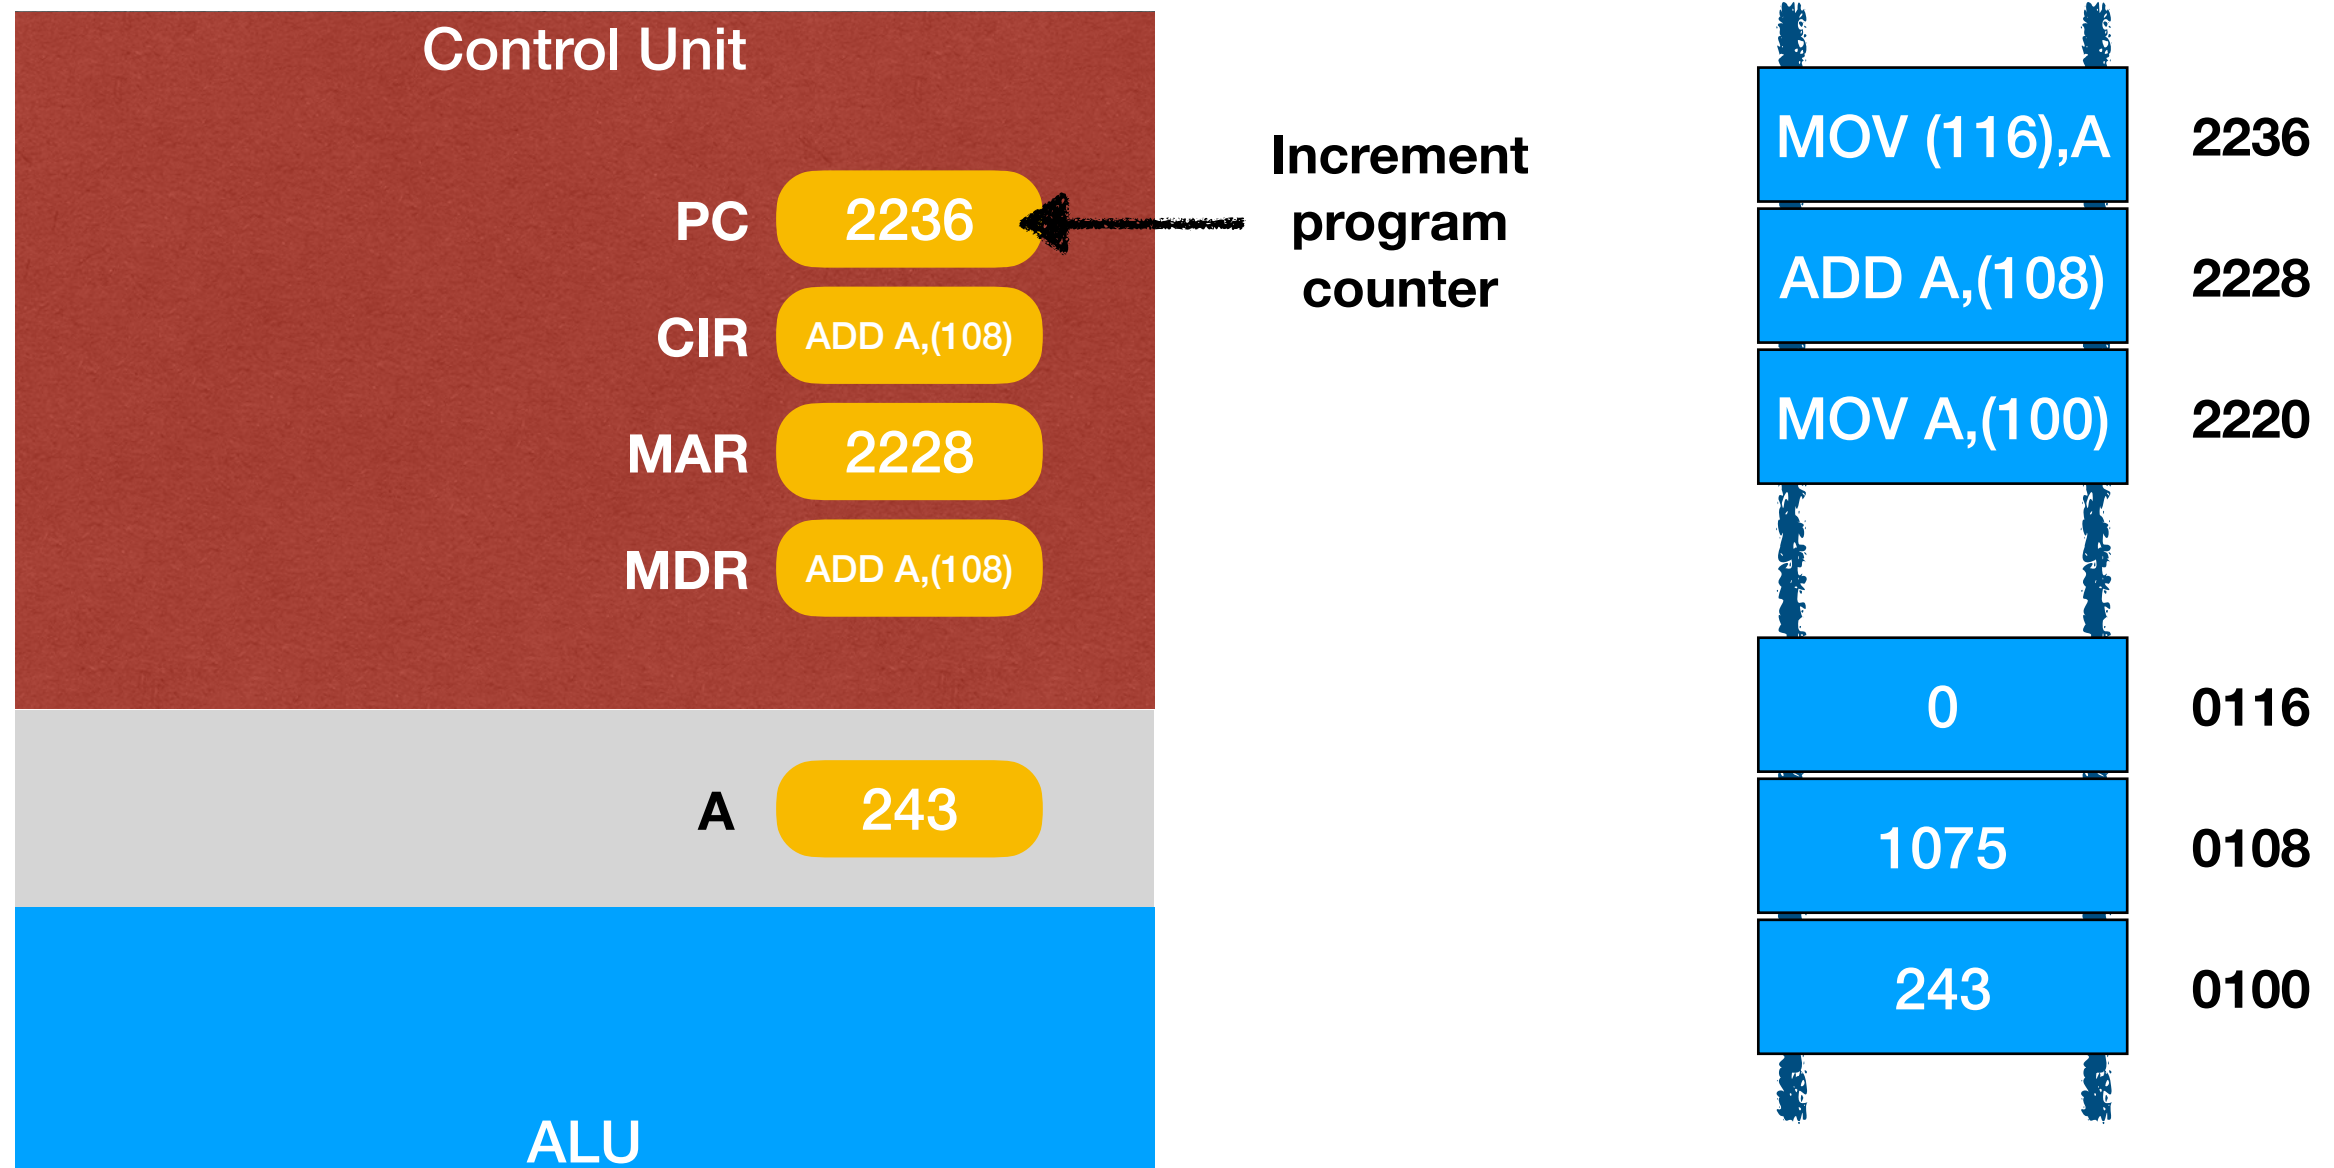 Control Unit
PC 2236
CIR ADD A,(108)
MAR 2228
MDR ADD A,(108)
A 243
ALU
Increment
program
counter
MOV (116),A 2236
ADD A,(108) 2228
MOV A,(100) 2220
0 0116
1075 0108
243 0100